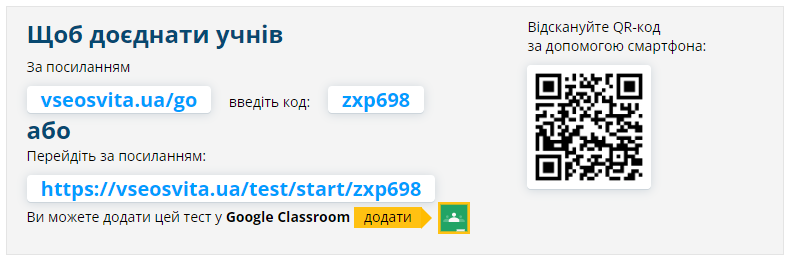 Щоб доєднати учнів
За посиланням
vseosvita.ua/go введіть код: zxp698
або
Перейдіть за посиланням:
https://vseosvita.ua/test/start/zxp698
Ви можете додати цей тест у Google Classroom додати
Відскануйте QR-код
за допомогою смартфона: